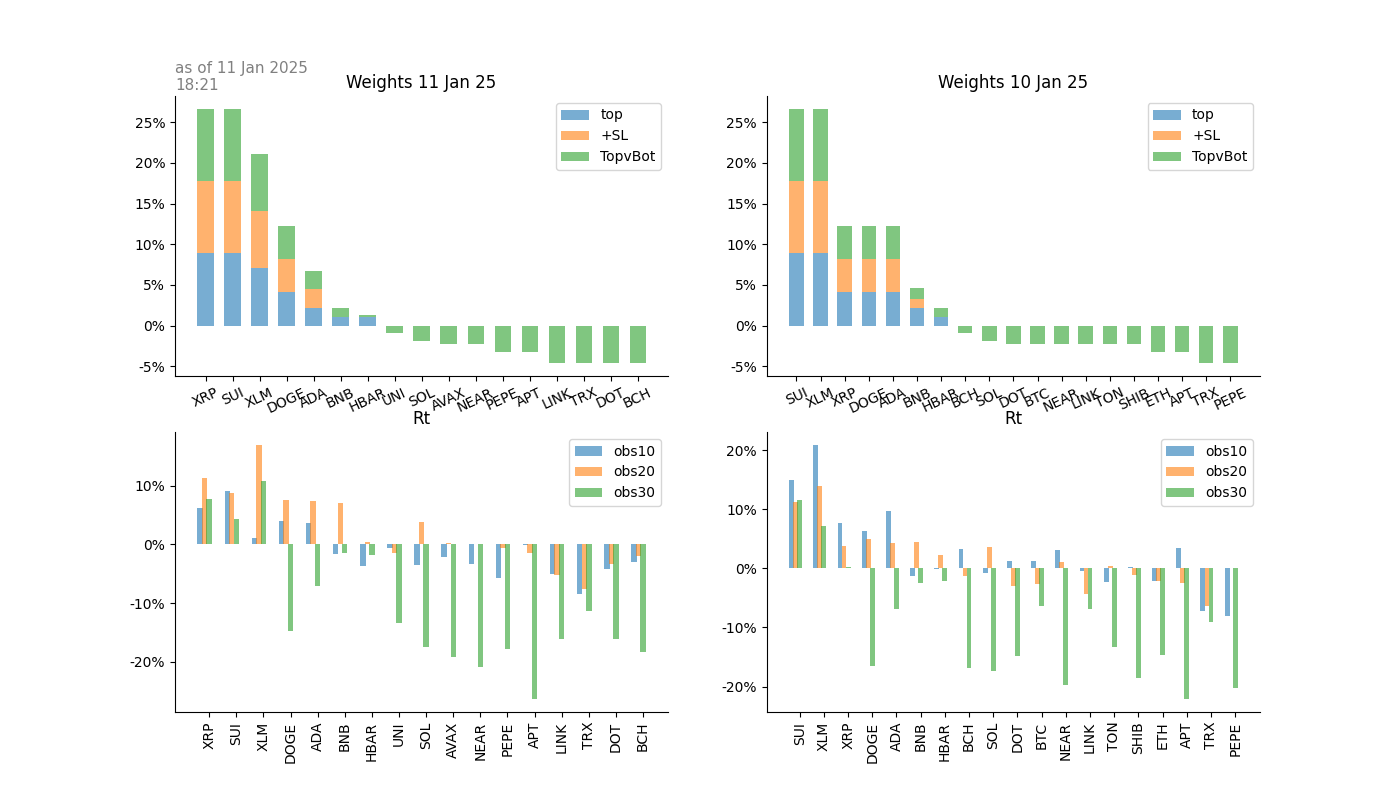 as of 11 Jan 2025
18:21
Weights 11 Jan 25
25%
20%
15%
10%
5%
0%
-5%
top
+SL
TopvBot
XRP SUI XLM DOGE ADA BNB HBAR UNI SOL AVAX NEAR PEPE APT LINK TRX DOT BCH
Weights 10 Jan 25
25%
20%
15%
10%
5%
0%
-5%
top
+SL
TopvBot
SUI XLM XRP DOGE ADA BNB HBAR BCH SOL DOT BTC NEAR LINK TON SHIB ETH APT TRX PEPE
Rt
10%
0%
-10%
-20%
obs10
obs20
obs30
XRP SUI XLM DOGE ADA BNB HBAR UNI SOL AVAX NEAR PEPE APT LINK TRX DOT BCH
Rt
20%
10%
0%
-10%
-20%
obs10
obs20
obs30
SUI XLM XRP DOGE ADA BNB HBAR BCH SOL DOT BTC NEAR LINK TON SHIB ETH APT TRX PEPE